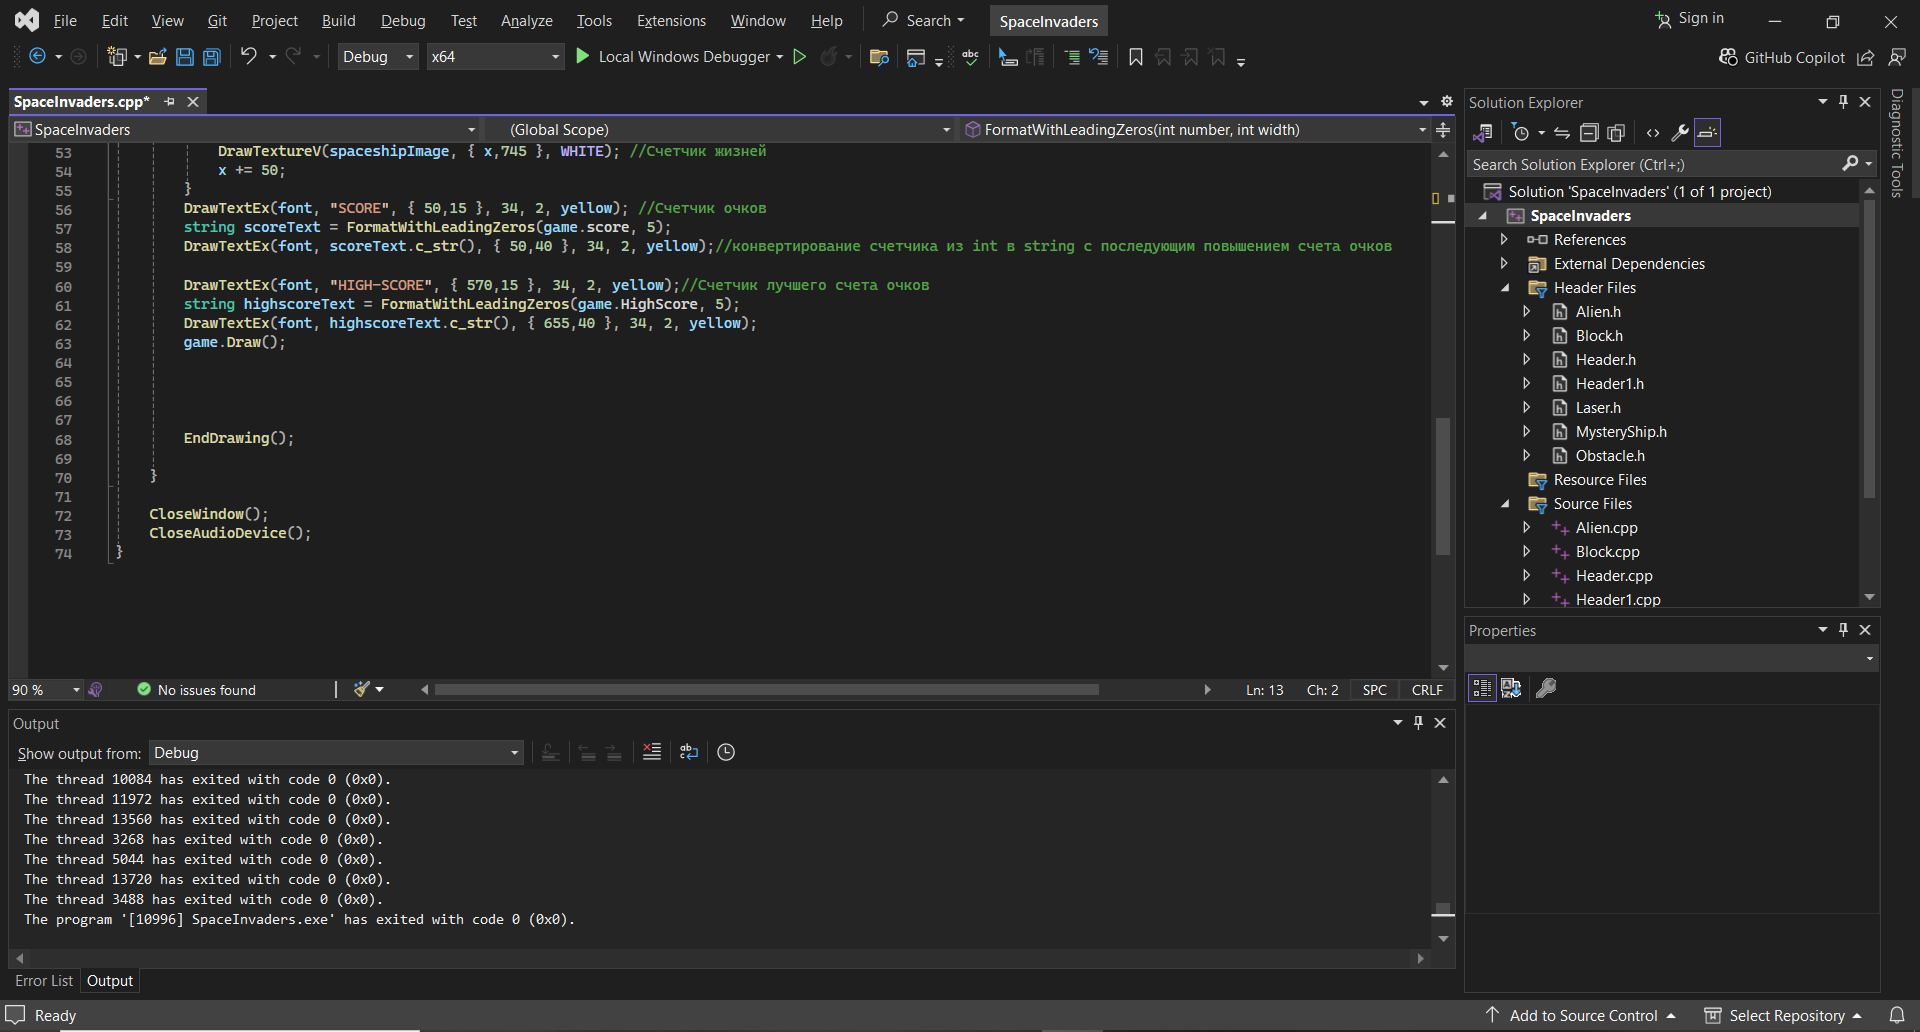 File Edit View Git Project Build Debug Test Analyze Tools Extensions Window Help Search SpaceInvaders Sign in
Debug x64 Local Windows Debugger GitHub Copilot
SpaceInvaders.cpp*
SpaceInvaders (Global Scope) FormatWithLeadingZeros(int number, int width)
53 DrawTextureV(spaceshipImage, { x,745 }, WHITE); //Счетчик жизней
54 x += 50;
55 }
56 DrawTextEx(font, "SCORE", { 50,15 }, 34, 2, yellow); //Счетчик очков
57 string scoreText = FormatWithLeadingZeros(game.score, 5);
58 DrawTextEx(font, scoreText.c_str(), { 50,40 }, 34, 2, yellow);//конвертирование счетчика из int в string с последующим повышением счета очков
59
60 DrawTextEx(font, "HIGH-SCORE", { 570,15 }, 34, 2, yellow);//Счетчик лучшего счета очков
61 string highscoreText = FormatWithLeadingZeros(game.HighScore, 5);
62 DrawTextEx(font, highscoreText.c_str(), { 655,40 }, 34, 2, yellow);
63 game.Draw();
64
65
66
67
68 EndDrawing();
69
70 }
71
72 CloseWindow();
73 CloseAudioDevice();
74 }
90 % No issues found Ln: 13 Ch: 2 SPC CRLF
Output
Show output from: Debug
The thread 10084 has exited with code 0 (0x0).
The thread 11972 has exited with code 0 (0x0).
The thread 13560 has exited with code 0 (0x0).
The thread 3268 has exited with code 0 (0x0).
The thread 5044 has exited with code 0 (0x0).
The thread 13720 has exited with code 0 (0x0).
The thread 3488 has exited with code 0 (0x0).
The program '[10996] SpaceInvaders.exe' has exited with code 0 (0x0).
Error List Output
Solution Explorer
Search Solution Explorer (Ctrl+;)
Solution 'SpaceInvaders' (1 of 1 project)
SpaceInvaders
References
External Dependencies
Header Files
Alien.h
Block.h
Header.h
Header1.h
Laser.h
MysteryShip.h
Obstacle.h
Resource Files
Source Files
Alien.cpp
Block.cpp
Header.cpp
Header1.cpp
Properties
Diagnostic Tools
Ready Add to Source Control Select Repository